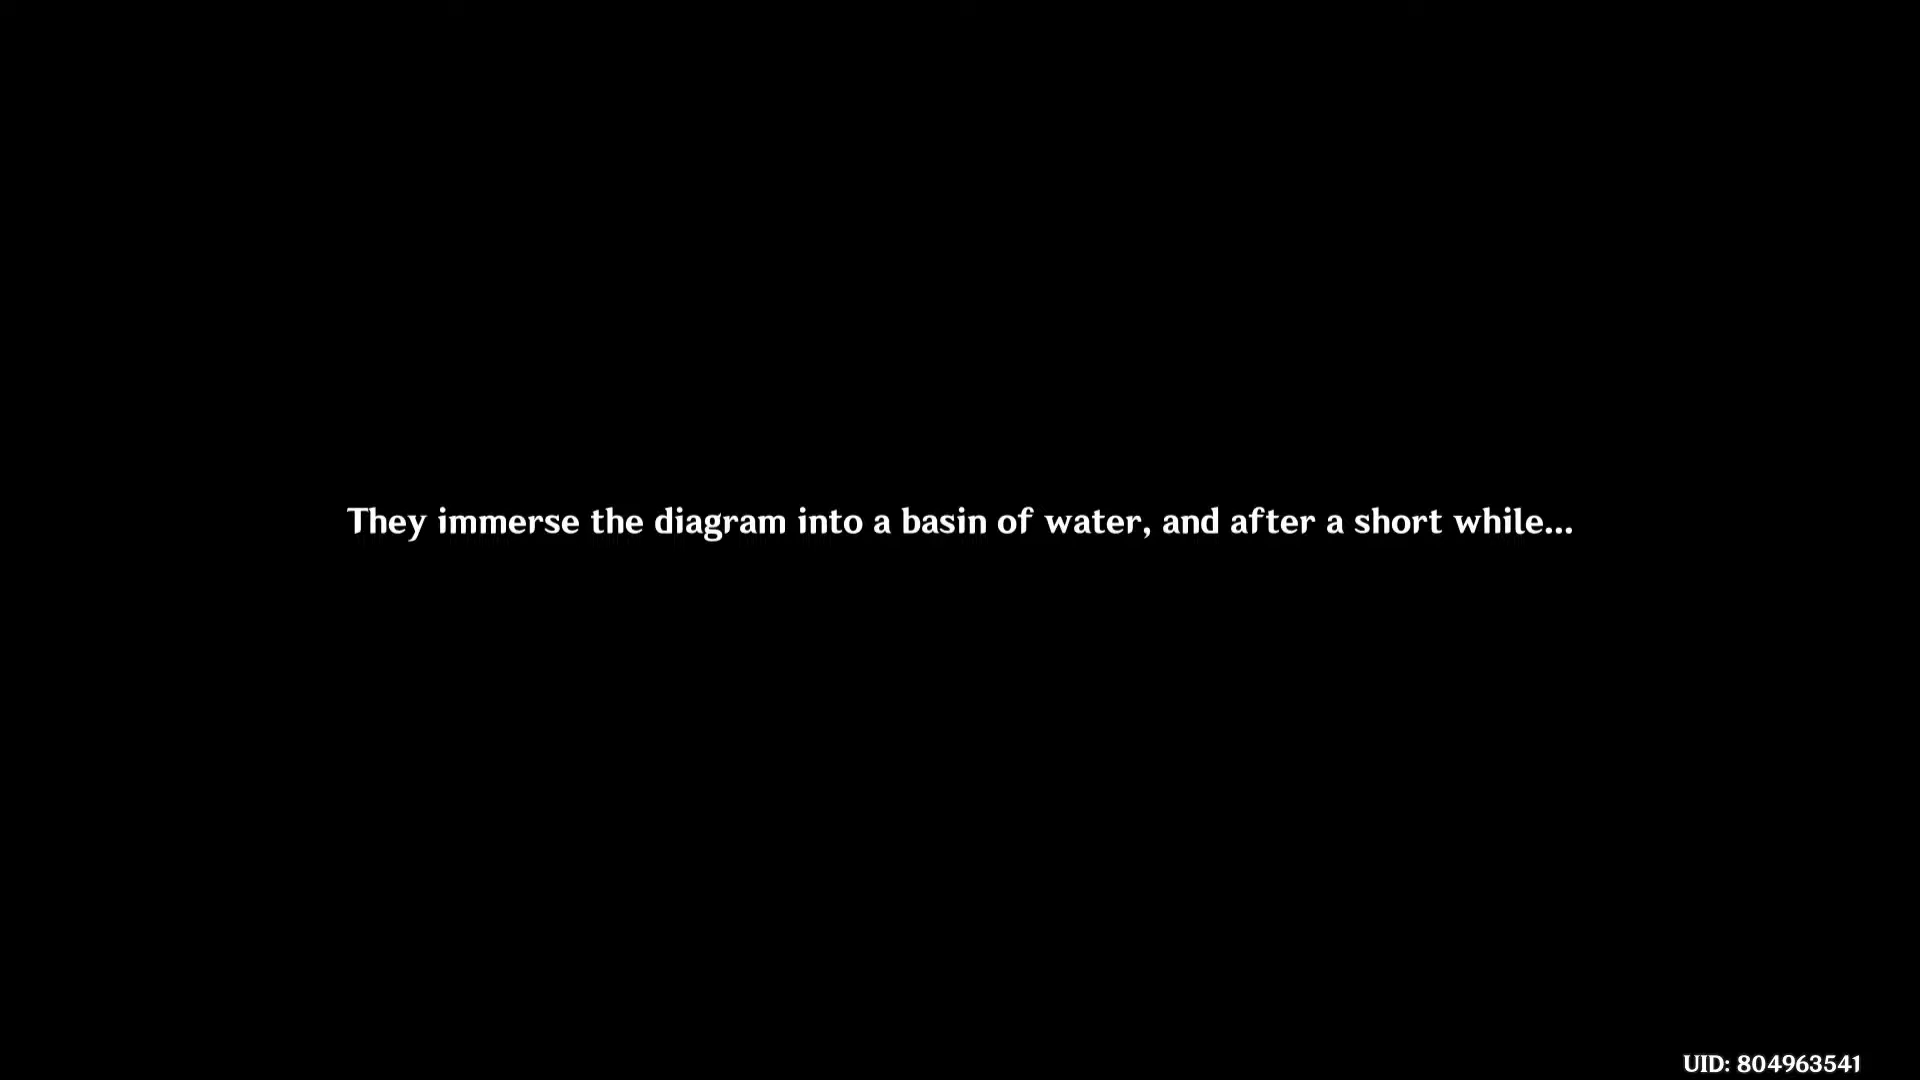 They immerse the diagram into a basin of water, and after a short while...
UID: 804963541